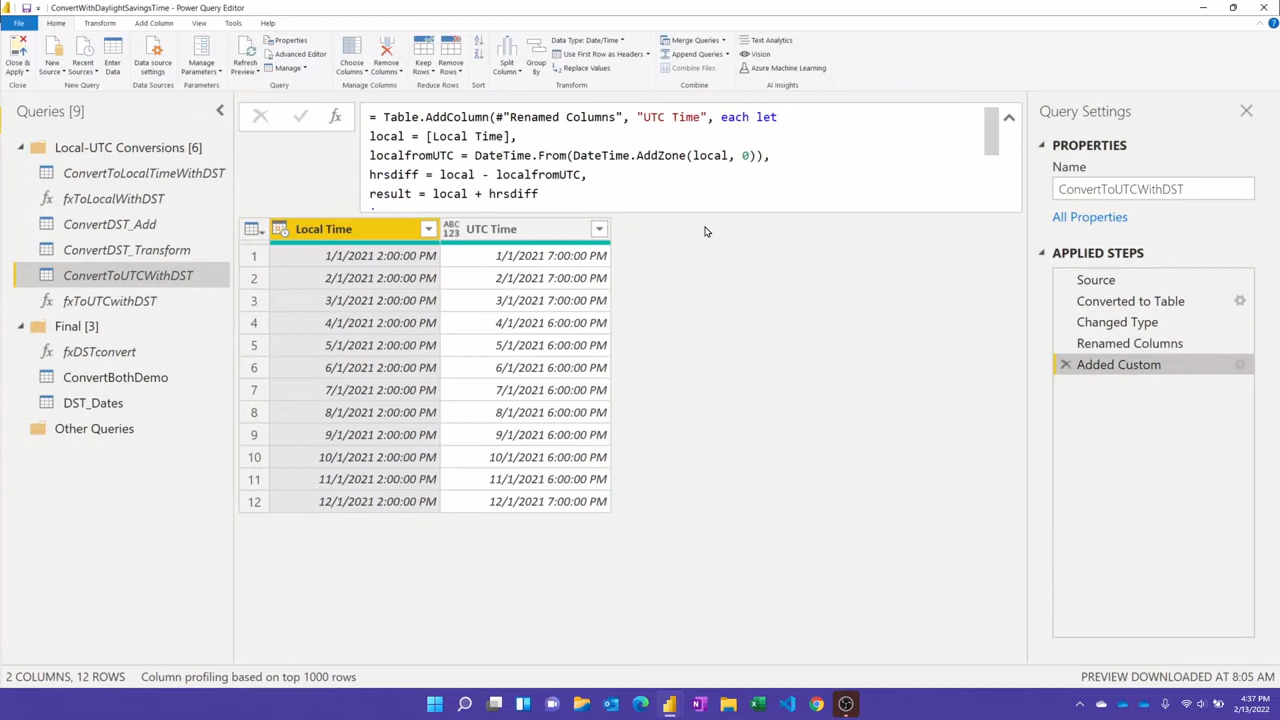 ConvertWithDaylightSavingsTime - Power Query Editor
File
Home
Transform
Add Column
View
Tools
Help
Close &
Apply
Close
New
Source
Recent
Sources
Enter
Data
New Query
Data source
settings
Data Sources
Manage
Parameters
Parameters
Refresh
Preview
Properties
Advanced Editor
Manage
Query
Choose
Columns
Remove
Columns
Manage Columns
Keep
Rows
Remove
Rows
Reduce Rows
Sort
Split
Column
Group
By
Data Type: Date/Time
Use First Row as Headers
Replace Values
Transform
Merge Queries
Append Queries
Combine Files
Combine
Text Analytics
Vision
Azure Machine Learning
AI Insights
Queries [9]
Local-UTC Conversions [6]
ConvertToLocalTimeWithDST
fx fxToLocalWithDST
ConvertDST_Add
ConvertDST_Transform
ConvertToUTCWithDST
fx fxToUTCwithDST
Final [3]
fx fxDSTconvert
ConvertBothDemo
DST_Dates
Other Queries
fx
= Table.AddColumn(#"Renamed Columns", "UTC Time", each let
local = [Local Time],
localfromUTC = DateTime.From(DateTime.AddZone(local, 0)),
hrsdiff = local - localfromUTC,
result = local + hrsdiff
Local Time ABC 123 UTC Time
1 1/1/2021 2:00:00 PM 1/1/2021 7:00:00 PM
2 2/1/2021 2:00:00 PM 2/1/2021 7:00:00 PM
3 3/1/2021 2:00:00 PM 3/1/2021 7:00:00 PM
4 4/1/2021 2:00:00 PM 4/1/2021 6:00:00 PM
5 5/1/2021 2:00:00 PM 5/1/2021 6:00:00 PM
6 6/1/2021 2:00:00 PM 6/1/2021 6:00:00 PM
7 7/1/2021 2:00:00 PM 7/1/2021 6:00:00 PM
8 8/1/2021 2:00:00 PM 8/1/2021 6:00:00 PM
9 9/1/2021 2:00:00 PM 9/1/2021 6:00:00 PM
10 10/1/2021 2:00:00 PM 10/1/2021 6:00:00 PM
11 11/1/2021 2:00:00 PM 11/1/2021 6:00:00 PM
12 12/1/2021 2:00:00 PM 12/1/2021 7:00:00 PM
Query Settings
PROPERTIES
Name
ConvertToUTCWithDST
All Properties
APPLIED STEPS
Source
Converted to Table
Changed Type
Renamed Columns
Added Custom
2 COLUMNS, 12 ROWS
Column profiling based on top 1000 rows
PREVIEW DOWNLOADED AT 8:05 AM
4:37 PM
2/13/2022